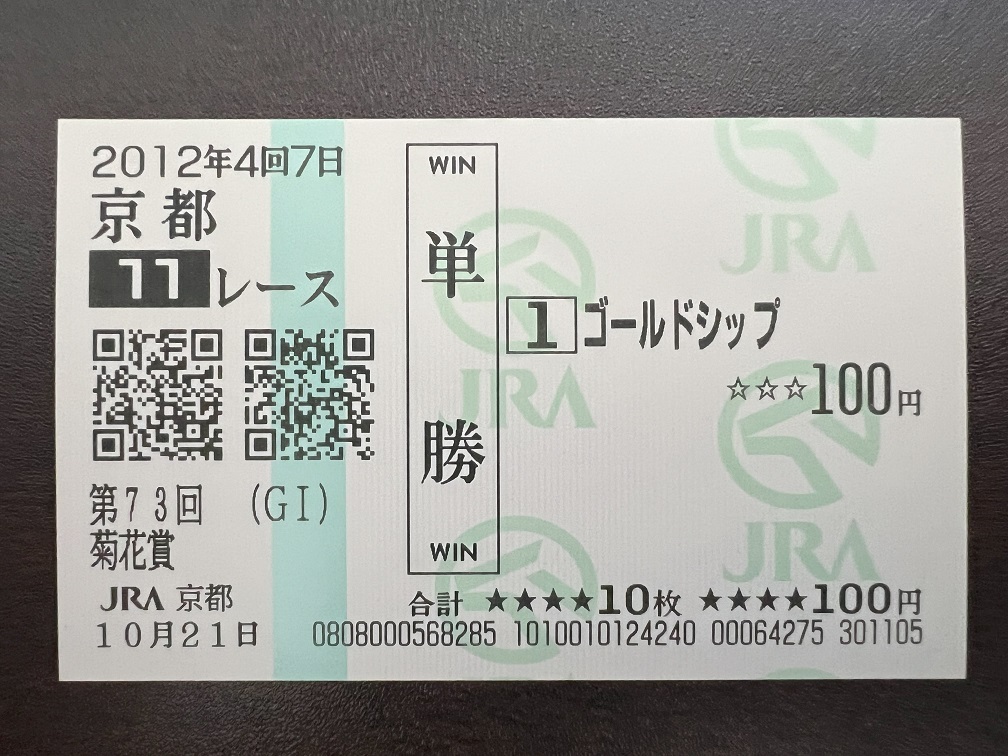 2012年4回7日
京都
11レース
第73回 (GI)
菊花賞
JRA 京都
10月21日
WIN
単勝
WIN
1 ゴールドシップ
☆☆☆100円
合計 ★★★★10枚 ★★★★100円
0808000568285 1010010124240 00064275 301105
JRA
JRA
JRA